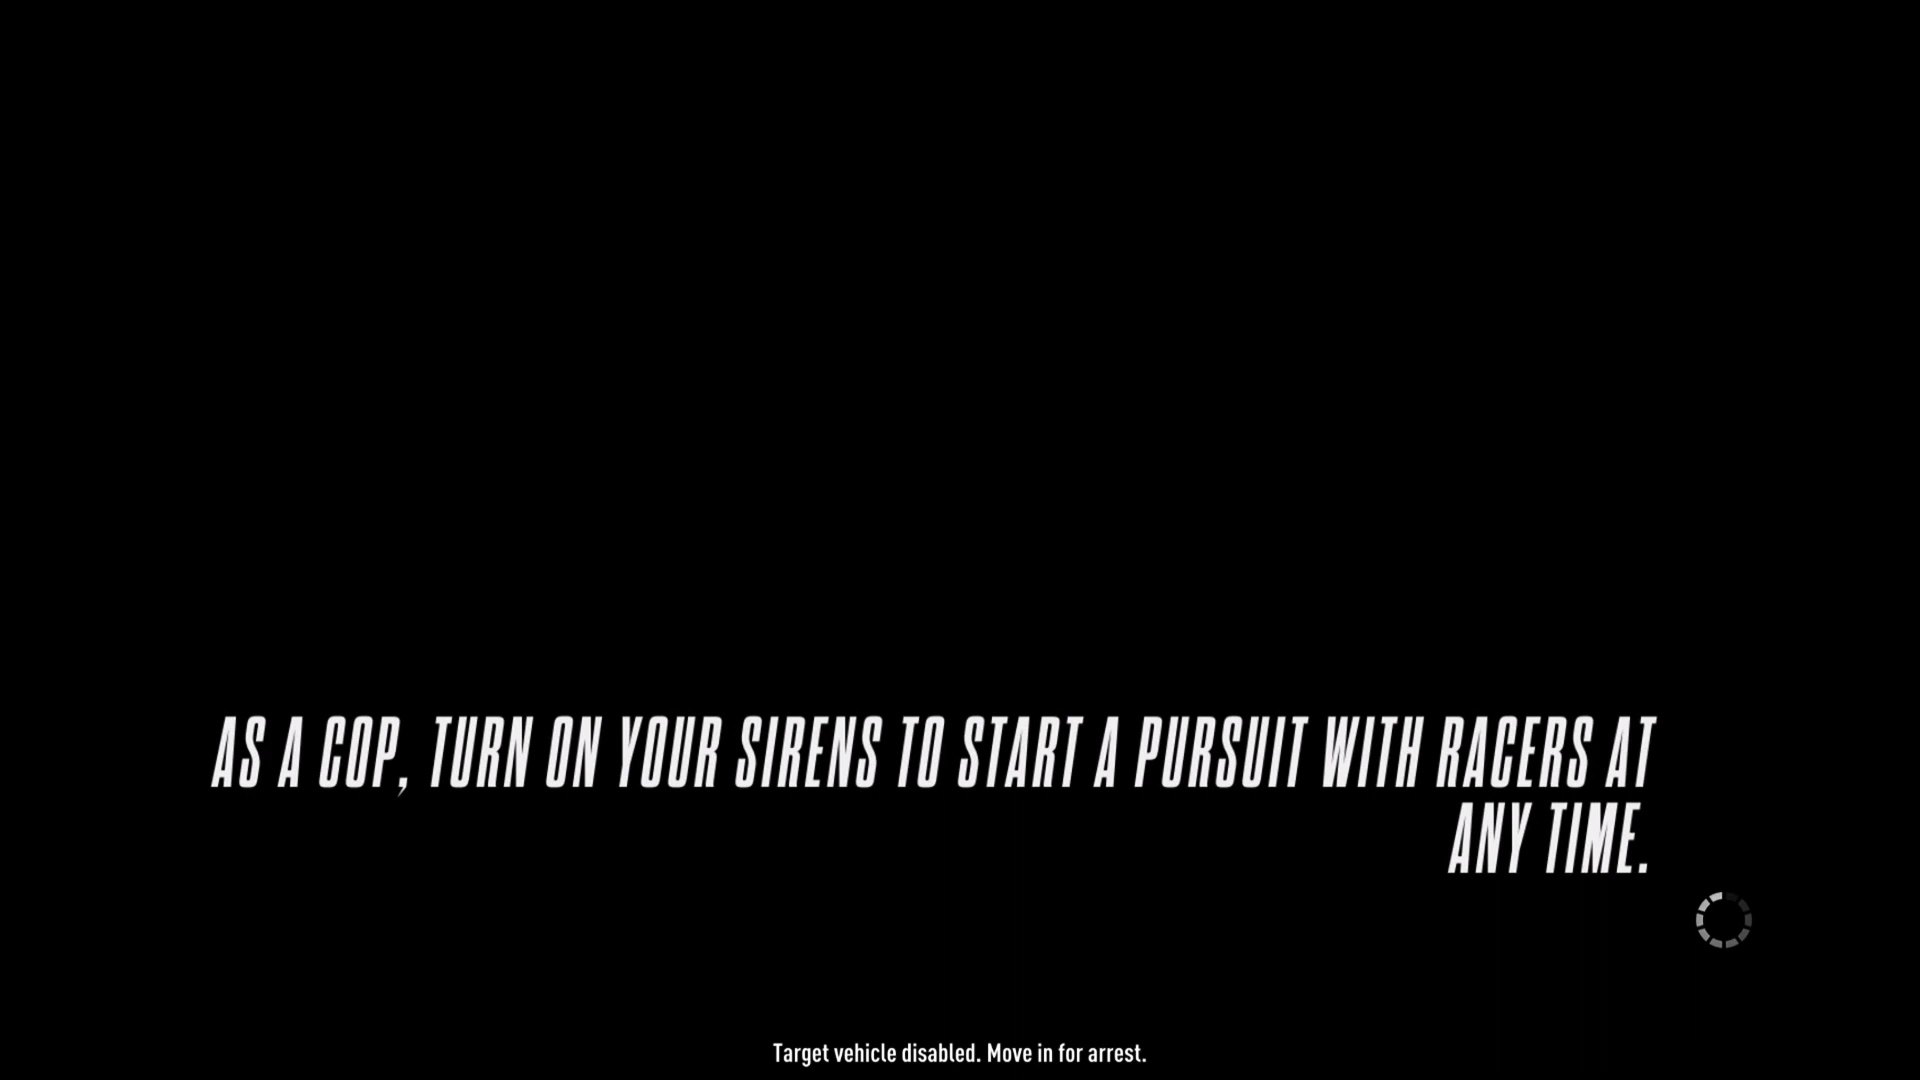 AS A COP, TURN ON YOUR SIRENS TO START A PURSUIT WITH RACERS AT
ANY TIME.
Target vehicle disabled. Move in for arrest.